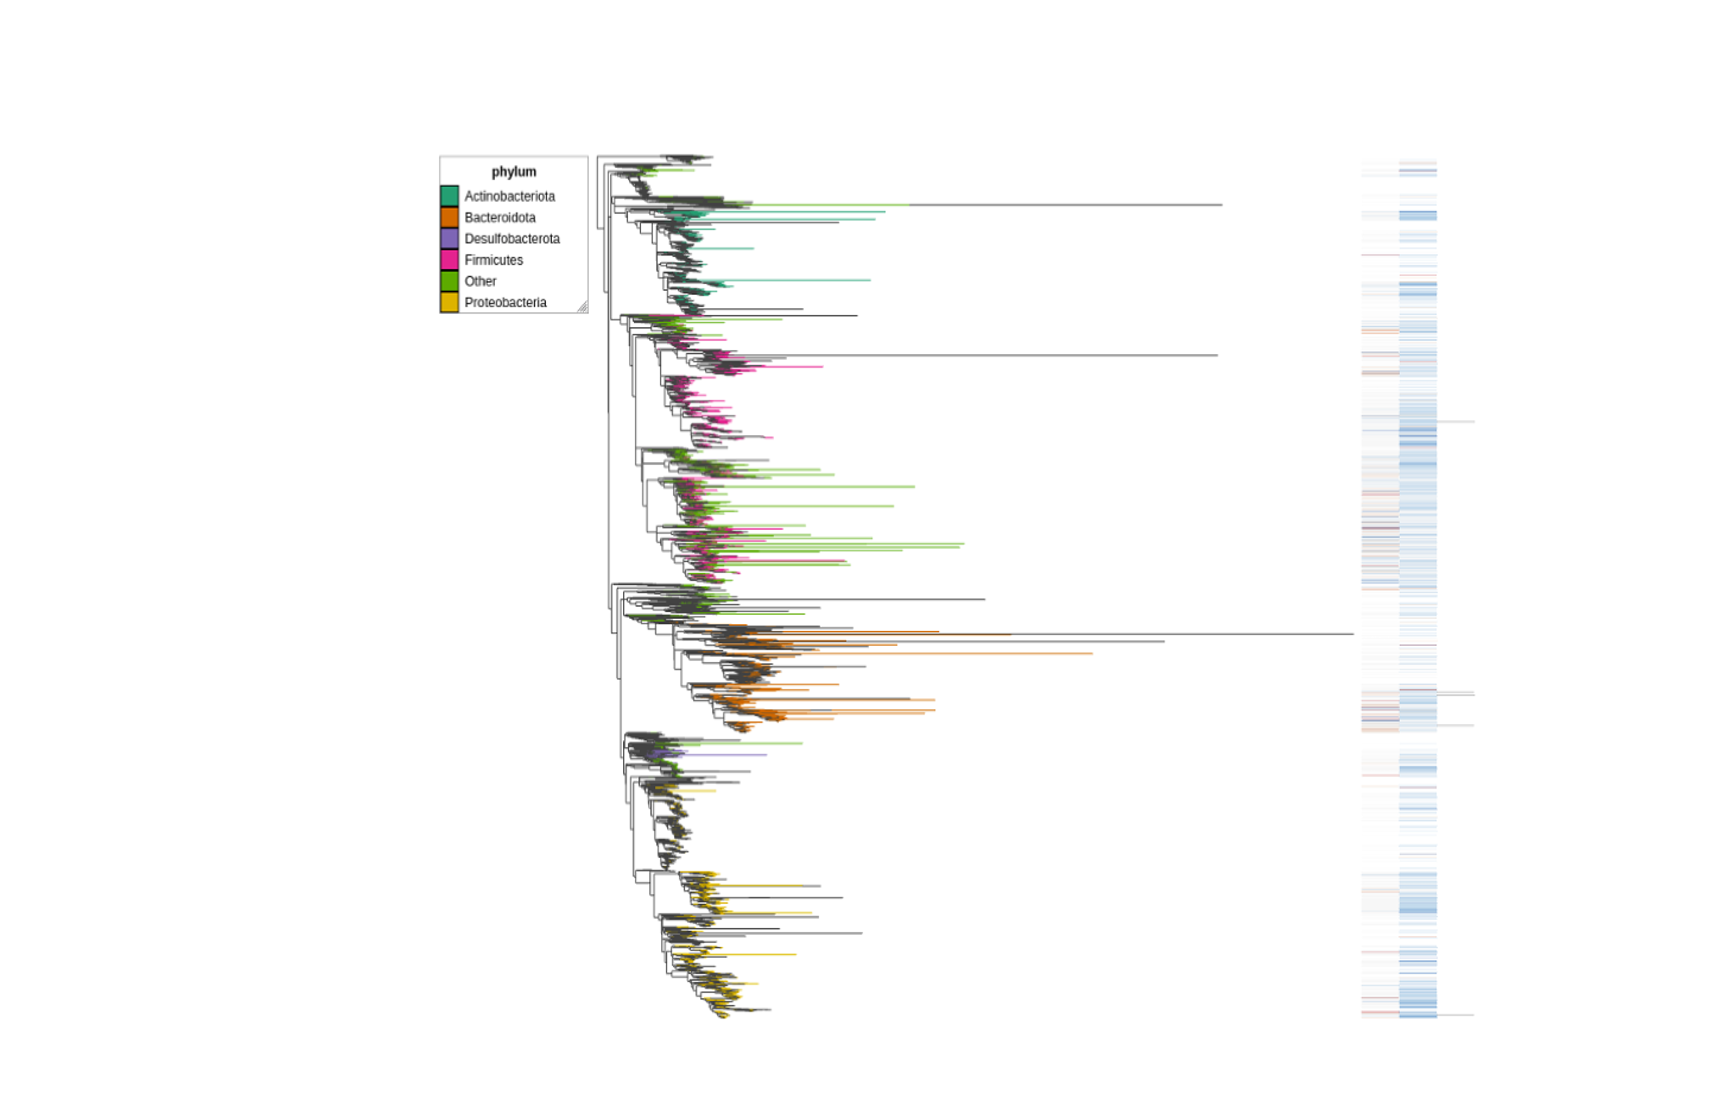 phylum
Actinobacteriota
Bacteroidota
Desulfobacterota
Firmicutes
Other
Proteobacteria